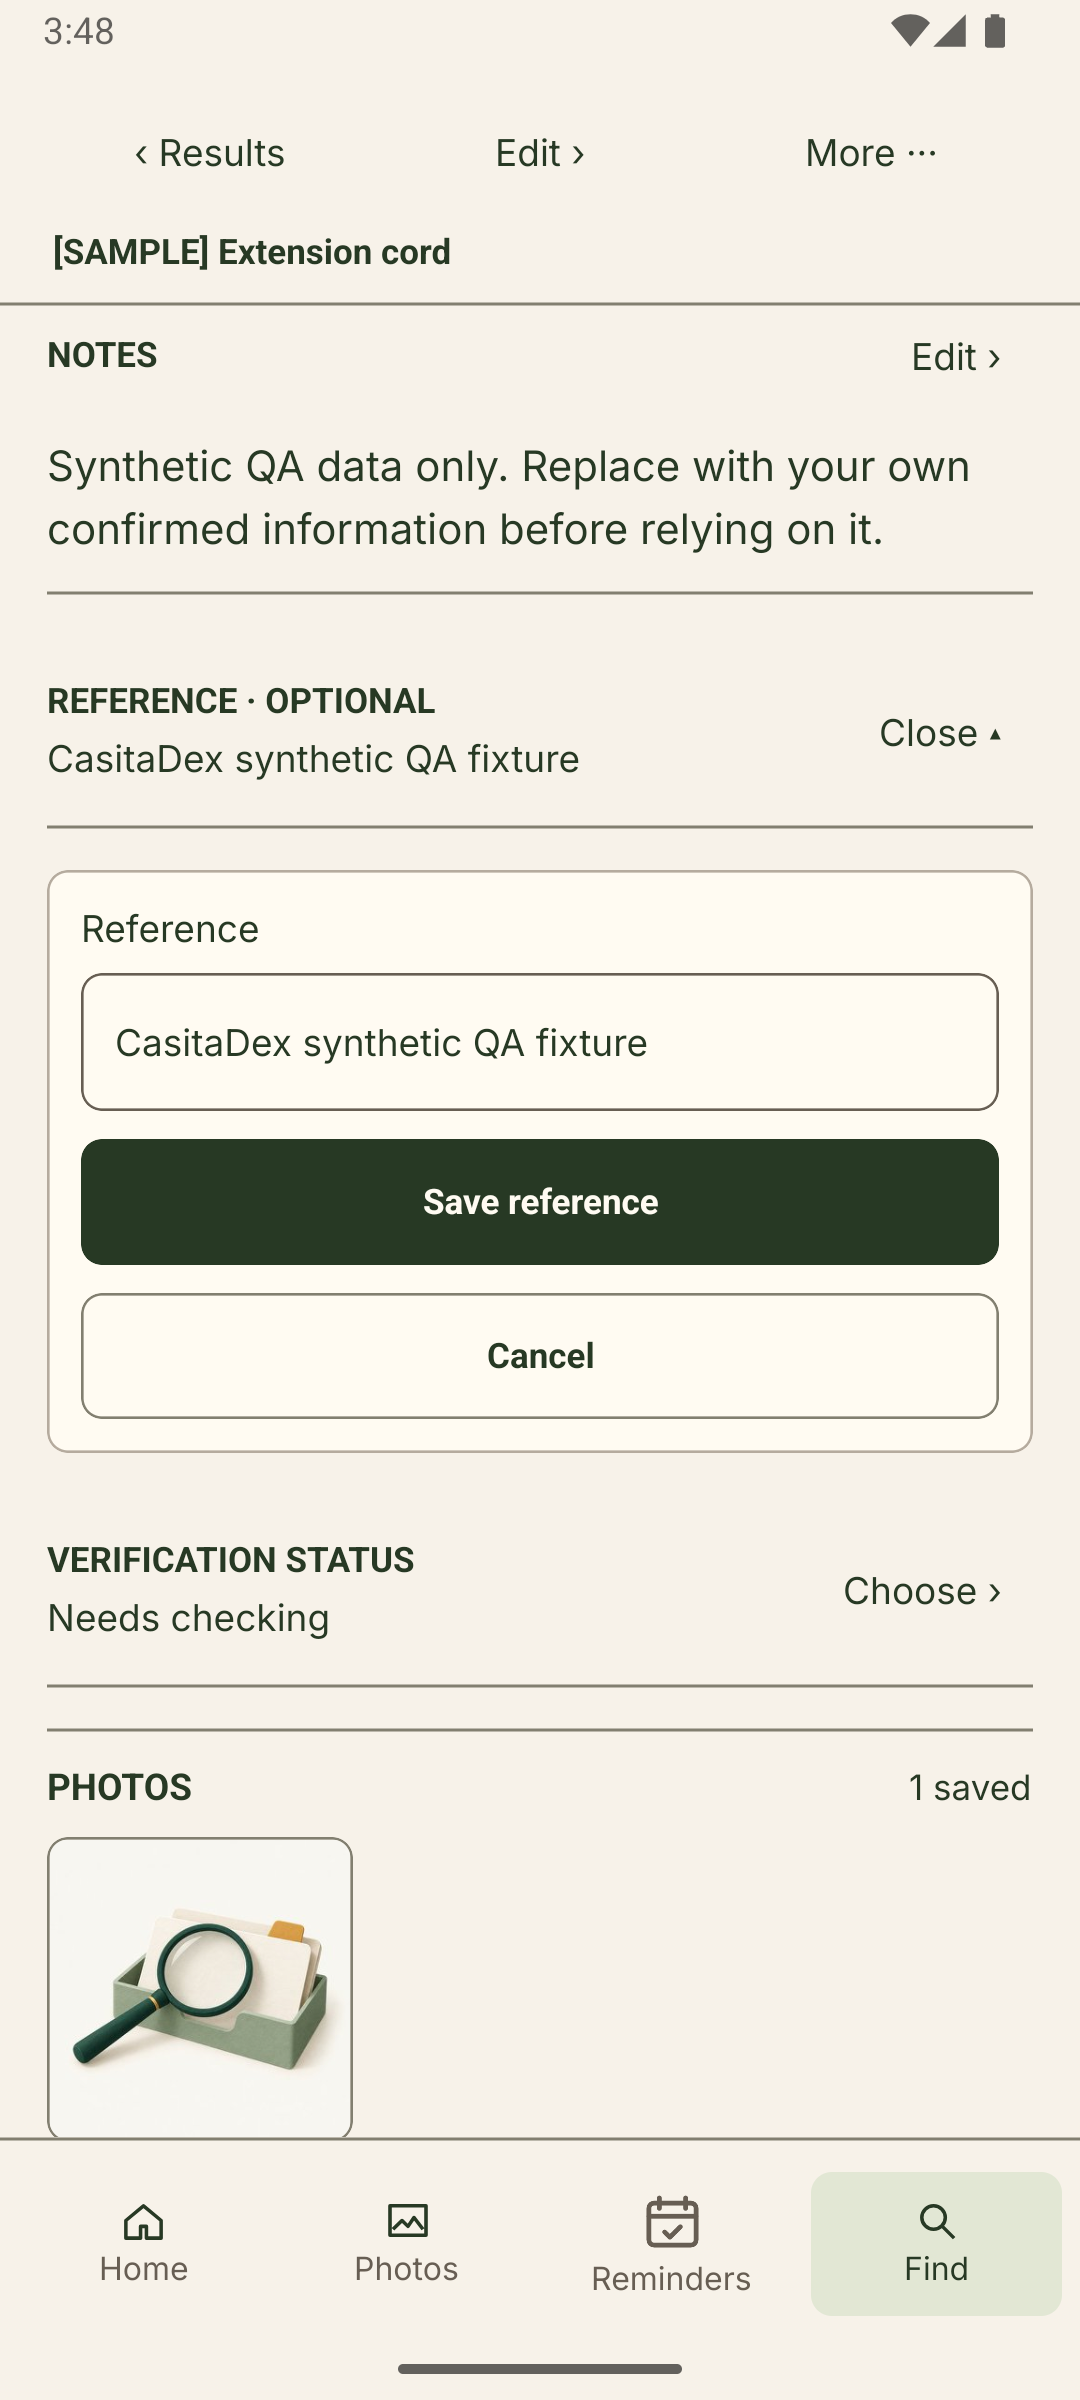 3:48
‹ Results
Edit ›
More ···
[SAMPLE] Extension cord
NOTES
Edit ›
Synthetic QA data only. Replace with your own
confirmed information before relying on it.
REFERENCE · OPTIONAL
CasitaDex synthetic QA fixture
Close ▴
Reference
CasitaDex synthetic QA fixture
Save reference
Cancel
VERIFICATION STATUS
Needs checking
Choose ›
PHOTOS
1 saved
Home
Photos
Reminders
Find